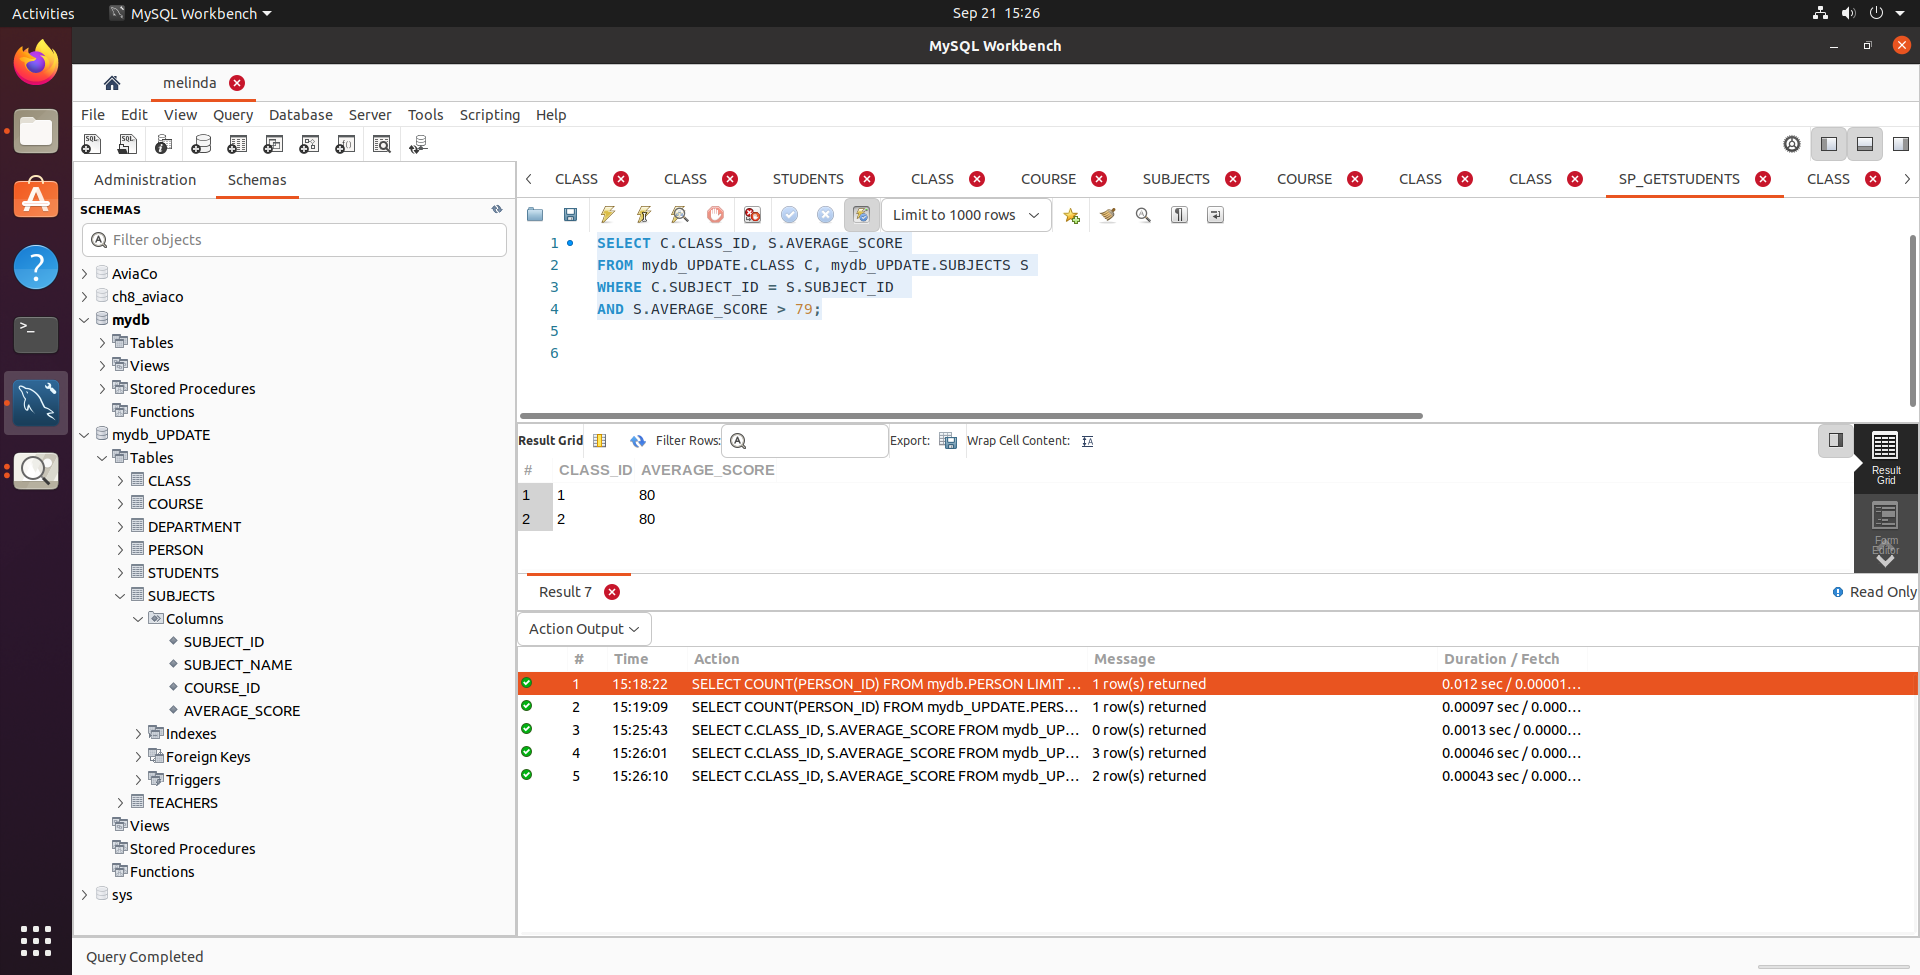 Activities
MySQL Workbench
Sep 21 15:26
MySQL Workbench
melinda
File Edit View Query Database Server Tools Scripting Help
Administration Schemas
SCHEMAS
Filter objects
AviaCo
ch8_aviaco
mydb
Tables
Views
Stored Procedures
Functions
mydb_UPDATE
Tables
CLASS
COURSE
DEPARTMENT
PERSON
STUDENTS
SUBJECTS
Columns
SUBJECT_ID
SUBJECT_NAME
COURSE_ID
AVERAGE_SCORE
Indexes
Foreign Keys
Triggers
TEACHERS
Views
Stored Procedures
Functions
sys
CLASS CLASS STUDENTS CLASS COURSE SUBJECTS COURSE CLASS CLASS SP_GETSTUDENTS CLASS
Limit to 1000 rows
1 SELECT C.CLASS_ID, S.AVERAGE_SCORE
2 FROM mydb_UPDATE.CLASS C, mydb_UPDATE.SUBJECTS S
3 WHERE C.SUBJECT_ID = S.SUBJECT_ID
4 AND S.AVERAGE_SCORE > 79;
5
6
Result Grid Filter Rows: Export: Wrap Cell Content:
# CLASS_ID AVERAGE_SCORE
1 1 80
2 2 80
Result Grid
Form Editor
Result 7
Read Only
Action Output
# Time Action Message Duration / Fetch
1 15:18:22 SELECT COUNT(PERSON_ID) FROM mydb.PERSON LIMIT ... 1 row(s) returned 0.012 sec / 0.00001...
2 15:19:09 SELECT COUNT(PERSON_ID) FROM mydb_UPDATE.PERS... 1 row(s) returned 0.00097 sec / 0.000...
3 15:25:43 SELECT C.CLASS_ID, S.AVERAGE_SCORE FROM mydb_UP... 0 row(s) returned 0.0013 sec / 0.0000...
4 15:26:01 SELECT C.CLASS_ID, S.AVERAGE_SCORE FROM mydb_UP... 3 row(s) returned 0.00046 sec / 0.000...
5 15:26:10 SELECT C.CLASS_ID, S.AVERAGE_SCORE FROM mydb_UP... 2 row(s) returned 0.00043 sec / 0.000...
Query Completed